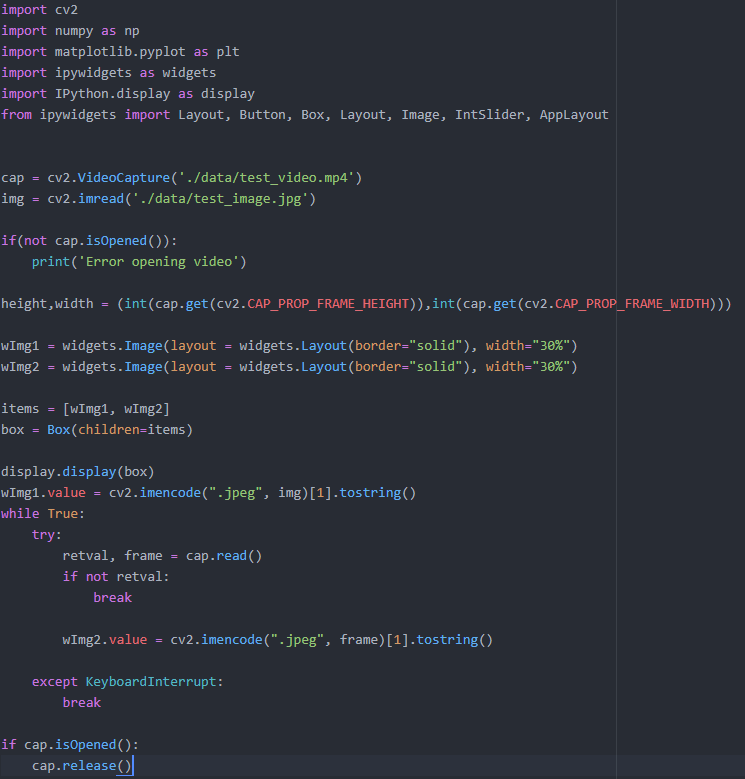 import cv2
import numpy as np
import matplotlib.pyplot as plt
import ipywidgets as widgets
import IPython.display as display
from ipywidgets import Layout, Button, Box, Layout, Image, IntSlider, AppLayout
cap = cv2.VideoCapture('./data/test_video.mp4')
img = cv2.imread('./data/test_image.jpg')
if(not cap.isOpened()):
    print('Error opening video')
height,width = (int(cap.get(cv2.CAP_PROP_FRAME_HEIGHT)),int(cap.get(cv2.CAP_PROP_FRAME_WIDTH)))
wImg1 = widgets.Image(layout = widgets.Layout(border="solid"), width="30%")
wImg2 = widgets.Image(layout = widgets.Layout(border="solid"), width="30%")
items = [wImg1, wImg2]
box = Box(children=items)
display.display(box)
wImg1.value = cv2.imencode(".jpeg", img)[1].tostring()
while True:
    try:
        retval, frame = cap.read()
        if not retval:
            break
        wImg2.value = cv2.imencode(".jpeg", frame)[1].tostring()
    except KeyboardInterrupt:
        break
if cap.isOpened():
    cap.release()